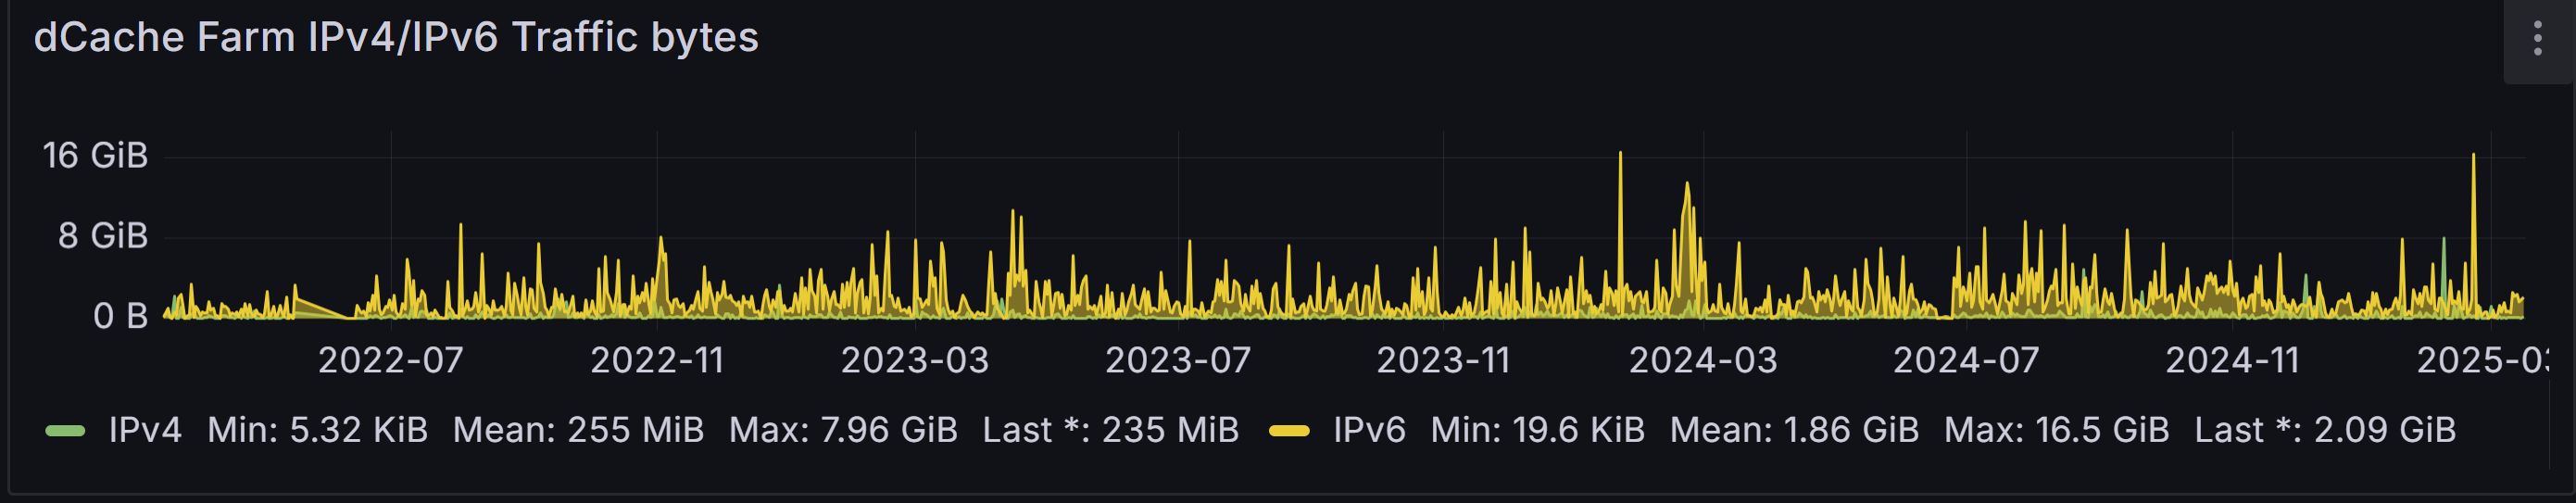 dCache Farm IPv4/IPv6 Traffic bytes
16 GiB
8 GiB
0 B
2022-07 2022-11 2023-03 2023-07 2023-11 2024-03 2024-07 2024-11
IPv4 Min: 5.32 KiB Mean: 255 MiB Max: 7.96 GiB Last *: 235 MiB IPv6 Min: 19.6 KiB Mean: 1.86 GiB Max: 16.5 GiB Last *: 2.09 GiB